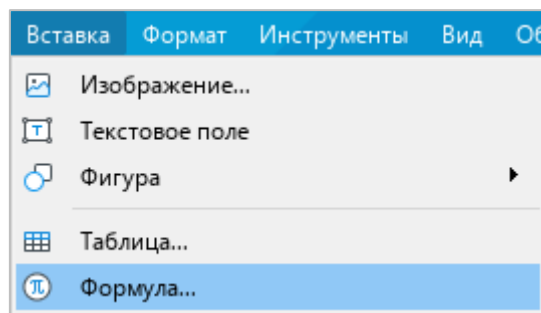 Вставка Формат Инструменты Вид
Изображение...
Текстовое поле
Фигура
Таблица...
Формула...